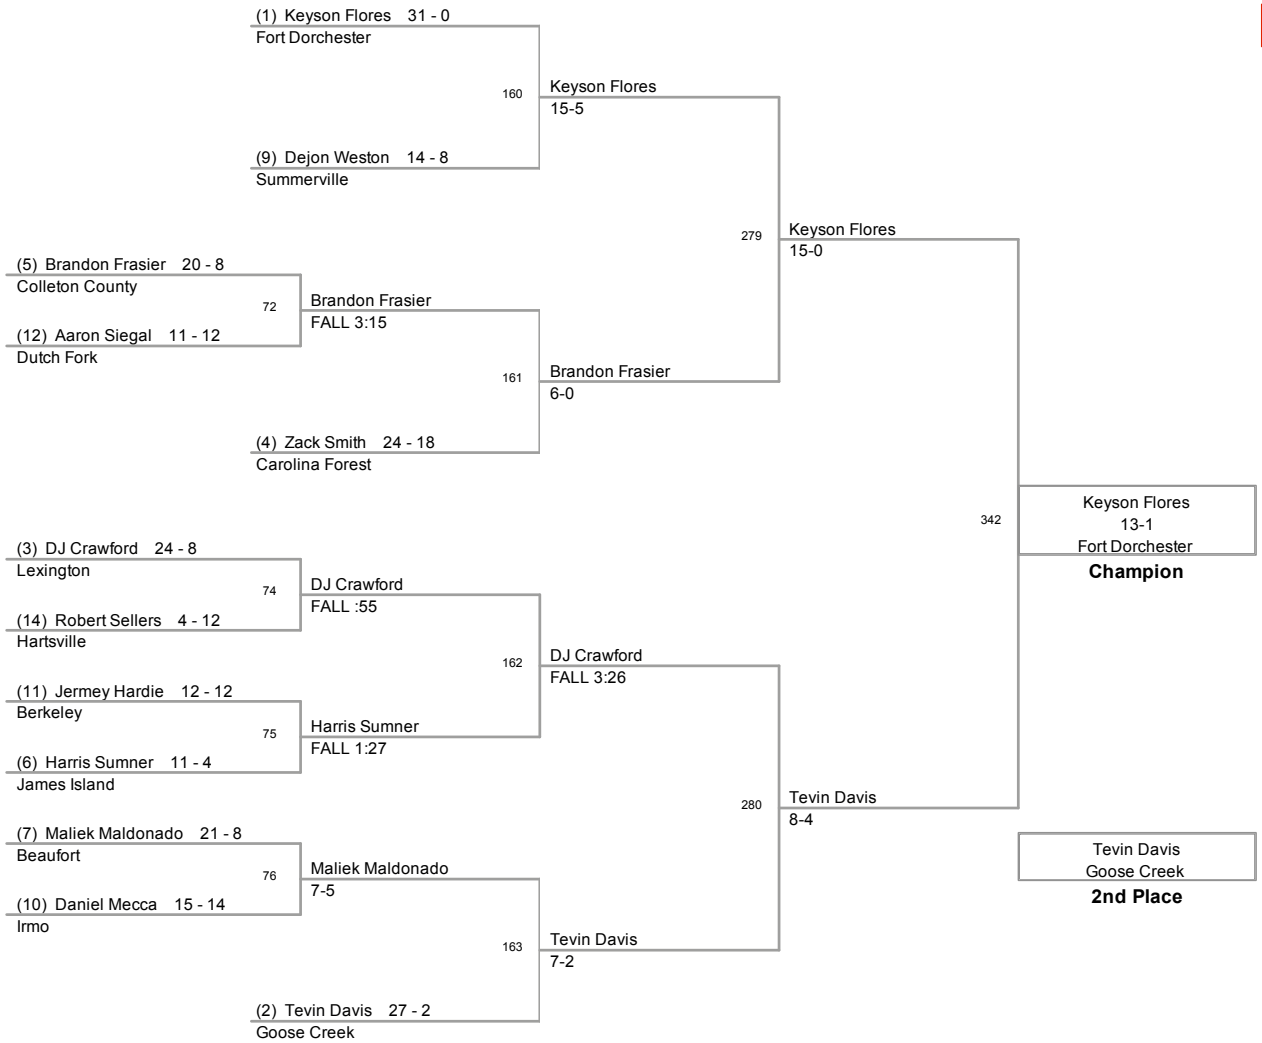 (1) Keyson Flores 31 - 0
Fort Dorchester
160
Keyson Flores
15-5
(9) Dejon Weston 14 - 8
Summerville
279
Keyson Flores
15-0
(5) Brandon Frasier 20 - 8
Colleton County
72
Brandon Frasier
FALL 3:15
(12) Aaron Siegal 11 - 12
Dutch Fork
161
Brandon Frasier
6-0
(4) Zack Smith 24 - 18
Carolina Forest
342
Keyson Flores
13-1
Fort Dorchester
Champion
(3) DJ Crawford 24 - 8
Lexington
74
DJ Crawford
FALL :55
(14) Robert Sellers 4 - 12
Hartsville
162
DJ Crawford
FALL 3:26
(11) Jermey Hardie 12 - 12
Berkeley
75
Harris Sumner
FALL 1:27
(6) Harris Sumner 11 - 4
James Island
280
Tevin Davis
8-4
(7) Maliek Maldonado 21 - 8
Beaufort
76
Maliek Maldonado
7-5
(10) Daniel Mecca 15 - 14
Irmo
Tevin Davis
Goose Creek
2nd Place
163
Tevin Davis
7-2
(2) Tevin Davis 27 - 2
Goose Creek